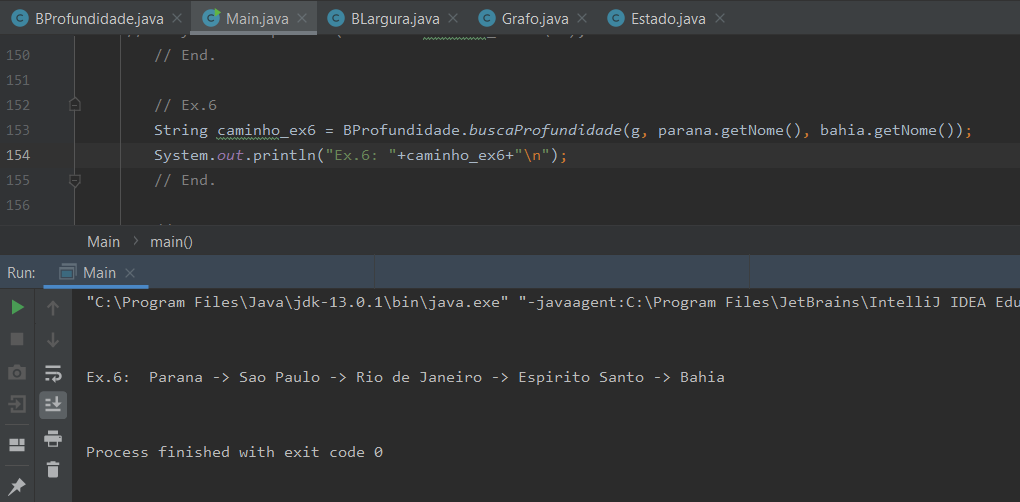 BProfundidade.java Main.java BLargura.java Grafo.java Estado.java
150 // End.
151
152 // Ex.6
153 String caminho_ex6 = BProfundidade.buscaProfundidade(g, parana.getNome(), bahia.getNome());
154 System.out.println("Ex.6: "+caminho_ex6+"\n");
155 // End.
156
Main main()
Run: Main
"C:\Program Files\Java\jdk-13.0.1\bin\java.exe" "-javaagent:C:\Program Files\JetBrains\IntelliJ IDEA Edu
Ex.6:  Parana -> Sao Paulo -> Rio de Janeiro -> Espirito Santo -> Bahia
Process finished with exit code 0